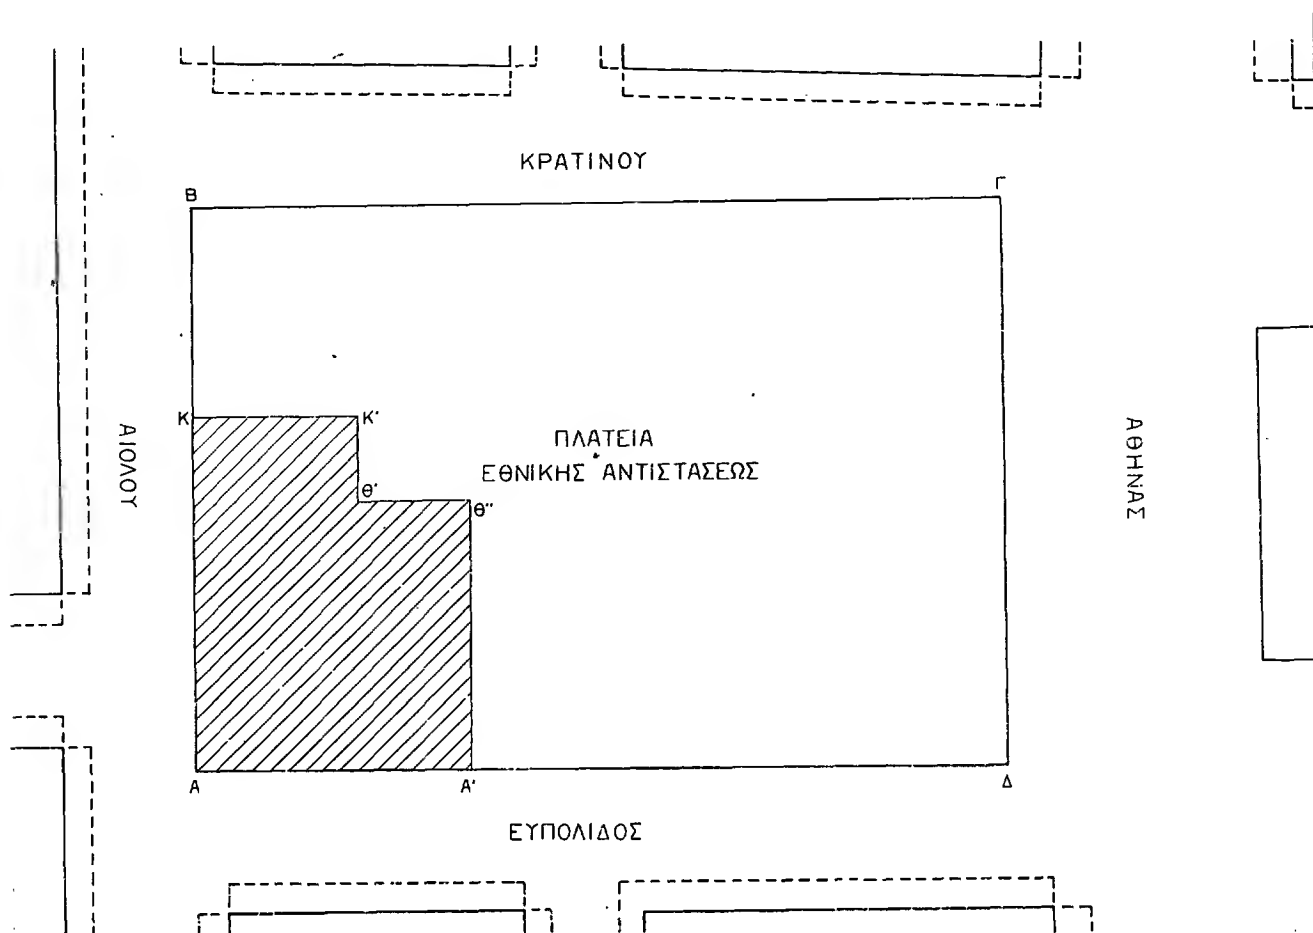 ΚΡΑΤΙΝΟΥ
Β
Γ
Κ
Κ'
ΑΙΟΛΟΥ
ΠΛΑΤΕΙΑ
ΕΘΝΙΚΗΣ ΑΝΤΙΣΤΑΣΕΩΣ
ΑΘΗΝΑΣ
Θ'
Θ''
Α
Α'
Δ
ΕΥΠΟΛΙΔΟΣ